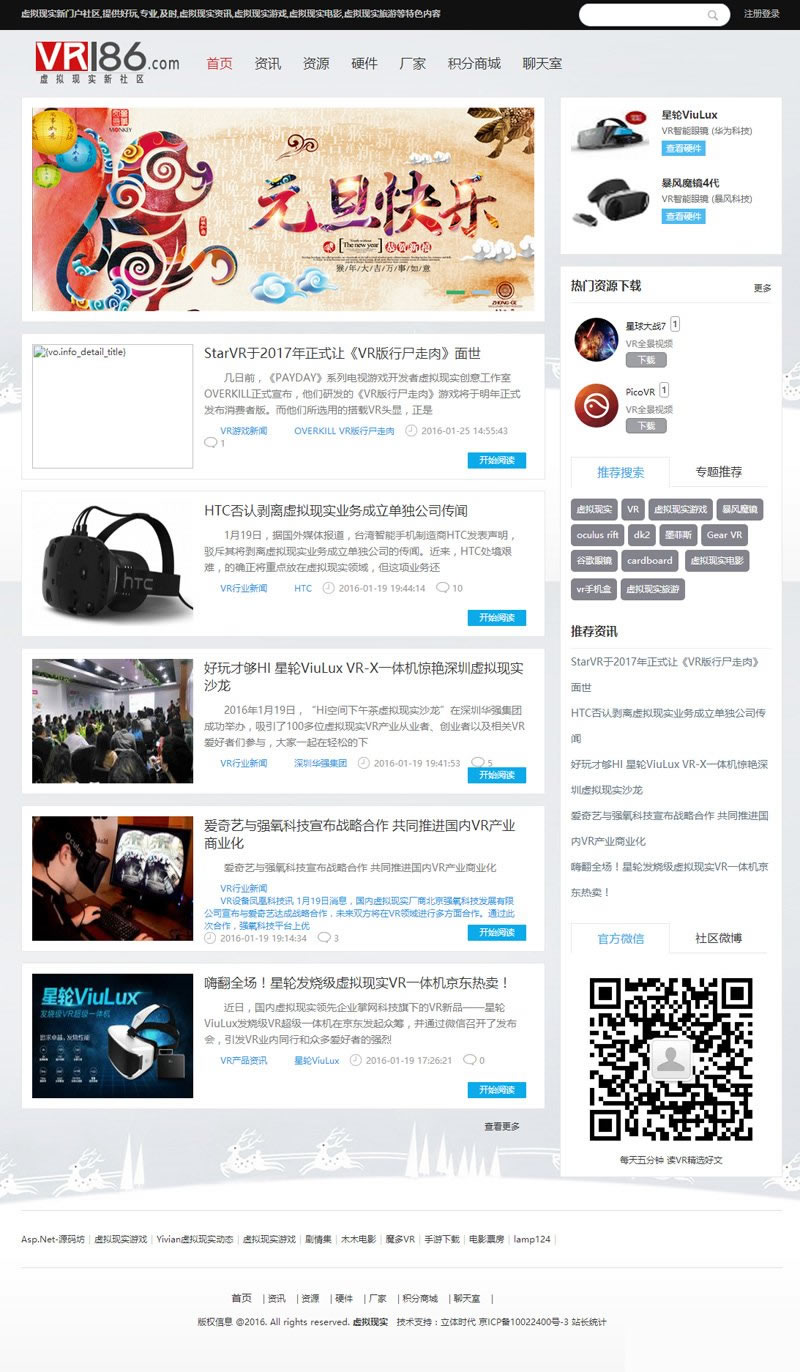 虚拟现实新门户社区,提供好玩,专业,及时,虚拟现实资讯,虚拟现实游戏,虚拟现实电影,虚拟现实旅游等特色内容
注册登录
VR186.com
虚拟现实新社区
首页 资讯 资源 硬件 厂家 积分商城 聊天室
MONKEY
元旦快乐
The new year
恭贺新禧
猴/年/大/吉/万/事/如/意
星轮ViuLux
VR智能眼镜 (华为科技)
查看硬件
暴风魔镜4代
VR智能眼镜 (暴风科技)
查看硬件
{vo.info_detail_title}
StarVR于2017年正式让《VR版行尸走肉》面世
几日前，《PAYDAY》系列电视游戏开发者虚拟现实创意工作室
OVERKILL正式宣布，他们研发的《VR版行尸走肉》游戏将于明年正式
发布消费者版。而他们所选用的搭载VR头显，正是
VR游戏新闻 OVERKILL VR版行尸走肉 2016-01-25 14:55:43
1
开始阅读
hTC
HTC否认剥离虚拟现实业务成立单独公司传闻
1月19日，据国外媒体报道，台湾智能手机制造商HTC发表声明，
驳斥其将到离虚拟现实业务成立单独公司的传闻。近来，HTC处境艰
难，的确正将重点放在虚拟现实领域，但这项业务还
VR行业新闻 HTC 2016-01-19 19:44:14 10
开始阅读
好玩才够HI 星轮ViuLux VR-X一体机惊艳深圳虚拟现实
沙龙
2016年1月19日，“Hi空间下午茶虚拟现实沙龙”在深圳华强集团
成功举办，吸引了100多位虚拟现实VR产业从业者、创业者以及相关VR
爱好者们参与，大家一起在轻松的下
VR行业新闻 深圳华强集团 2016-01-19 19:41:53 5
开始阅读
爱奇艺与强氧科技宣布战略合作 共同推进国内VR产业
商业化
爱奇艺与强氧科技宣布战略合作 共同推进国内VR产业商业化
VR行业新闻
VR设备凤凰科技讯 1月19日消息，国内虚拟现实厂商北京强氧科技发展有限
公司宣布与爱奇艺达成战略合作，未来双方将在VR领域进行多方面合作。通过此
次合作，强氧科技平台上优
2016-01-19 19:14:34 3
开始阅读
星轮ViuLux
发烧级VR超级一体机
嗨翻全场！星轮发烧级虚拟现实VR一体机京东热卖！
近日，国内虚拟现实领先企业掌网科技旗下的VR新品——星轮
ViuLux发烧级VR超级一体机在京东发起众筹，并通过微信召开了发布
会，引发VR业内同行和众多爱好者的强烈
VR产品资讯 星轮ViuLux 2016-01-19 17:26:21 0
开始阅读
查看更多
热门资源下载 更多
星球大战7 1
VR全景视频
下载
PicoVR 1
VR全景视频
下载
推荐搜索 专题推荐
虚拟现实 VR 虚拟现实游戏 暴风魔镜
oculus rift dk2 墨菲斯 Gear VR
谷歌眼镜 cardboard 虚拟现实电影
vr手机盒 虚拟现实旅游
推荐资讯
StarVR于2017年正式让《VR版行尸走肉》
面世
HTC否认剥离虚拟现实业务成立单独公司传
闻
好玩才够HI 星轮ViuLux VR-X一体机惊艳深
圳虚拟现实沙龙
爱奇艺与强氧科技宣布战略合作 共同推进国
内VR产业商业化
嗨翻全场！星轮发烧级虚拟现实VR一体机京
东热卖！
官方微信 社区微博
每天五分钟 读VR精选好文
Asp.Net-源码坊 | 虚拟现实游戏 | Yivian虚拟现实动态 | 虚拟现实游戏 | 剧情集 | 木木电影 | 魔多VR | 手游下载 | 电影票房 | lamp124 |
首页 | 资讯 | 资源 | 硬件 | 厂家 | 积分商城 | 聊天室 |
版权信息 @2016. All rights reserved. 虚拟现实 技术支持：立体时代 京ICP备10022400号-3 站长统计